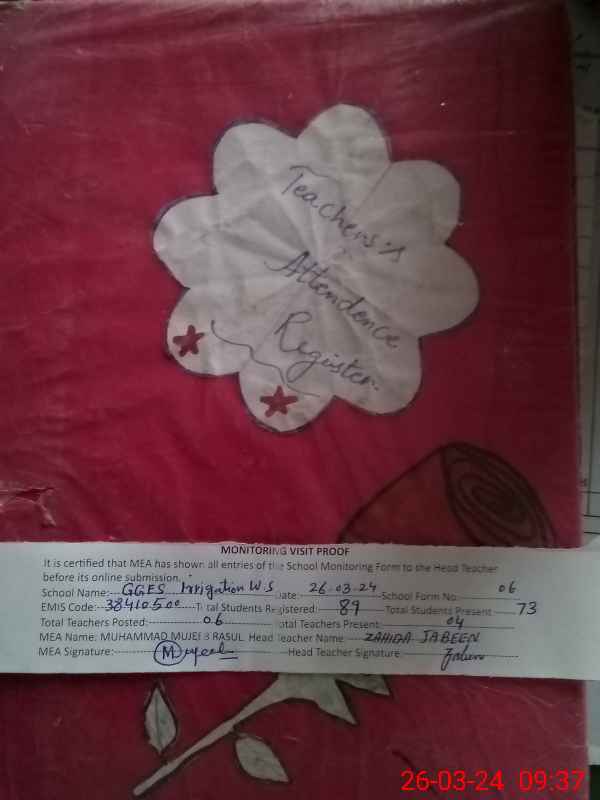 Teachers's
Attendence
Register
MONITORING VISIT PROOF
It is certified that MEA has shown all entries of the School Monitoring Form to the Head Teacher
before its online submission.
School Name: GGES Irrigation W.S Date: 26-03-24 School Form No: 06
EMIS Code: 38410500 Total Students Registered: 89 Total Students Present 73
Total Teachers Posted: 06 Total Teachers Present: 04
MEA Name: MUHAMMAD MUJEEB RASUL Head Teacher Name: ZAHIDA JABEEN
MEA Signature: Mujeeb Head Teacher Signature:
26-03-24 09:37